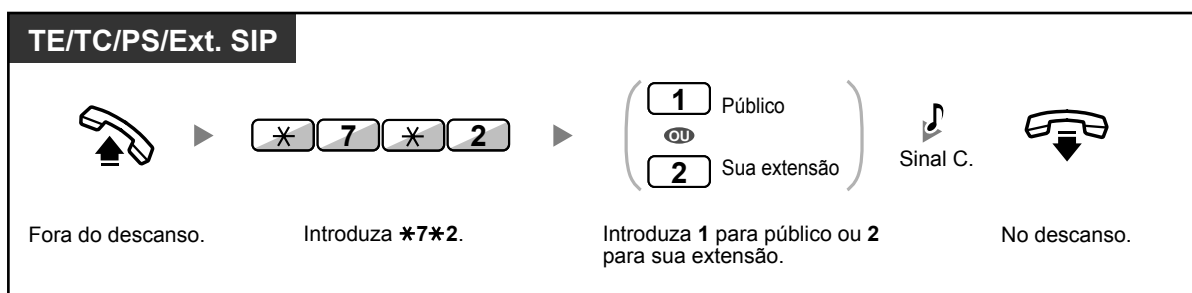 TE/TC/PS/Ext. SIP
* 7 * 2
1 Público
OU
2 Sua extensão
Sinal C.
Fora do descanso.
Introduza *7*2.
Introduza 1 para público ou 2
para sua extensão.
No descanso.